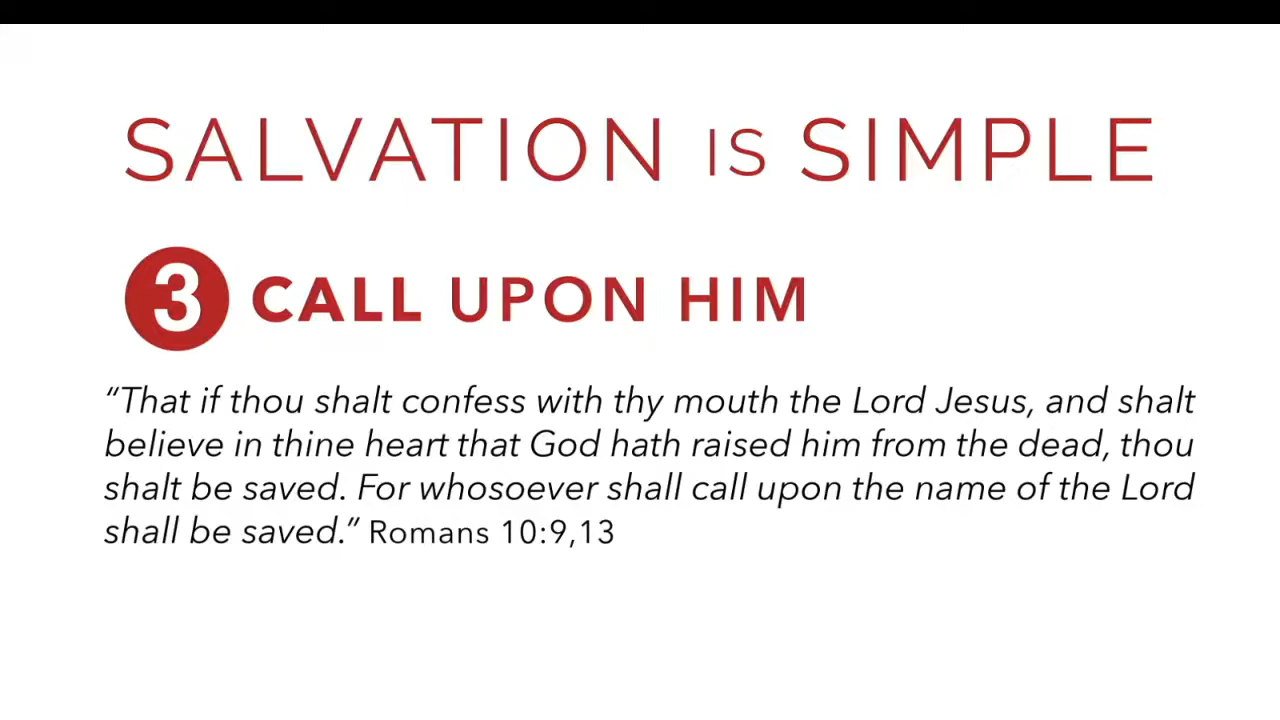 SALVATION IS SIMPLE
3 CALL UPON HIM
“That if thou shalt confess with thy mouth the Lord Jesus, and shalt
believe in thine heart that God hath raised him from the dead, thou
shalt be saved. For whosoever shall call upon the name of the Lord
shall be saved.” Romans 10:9,13